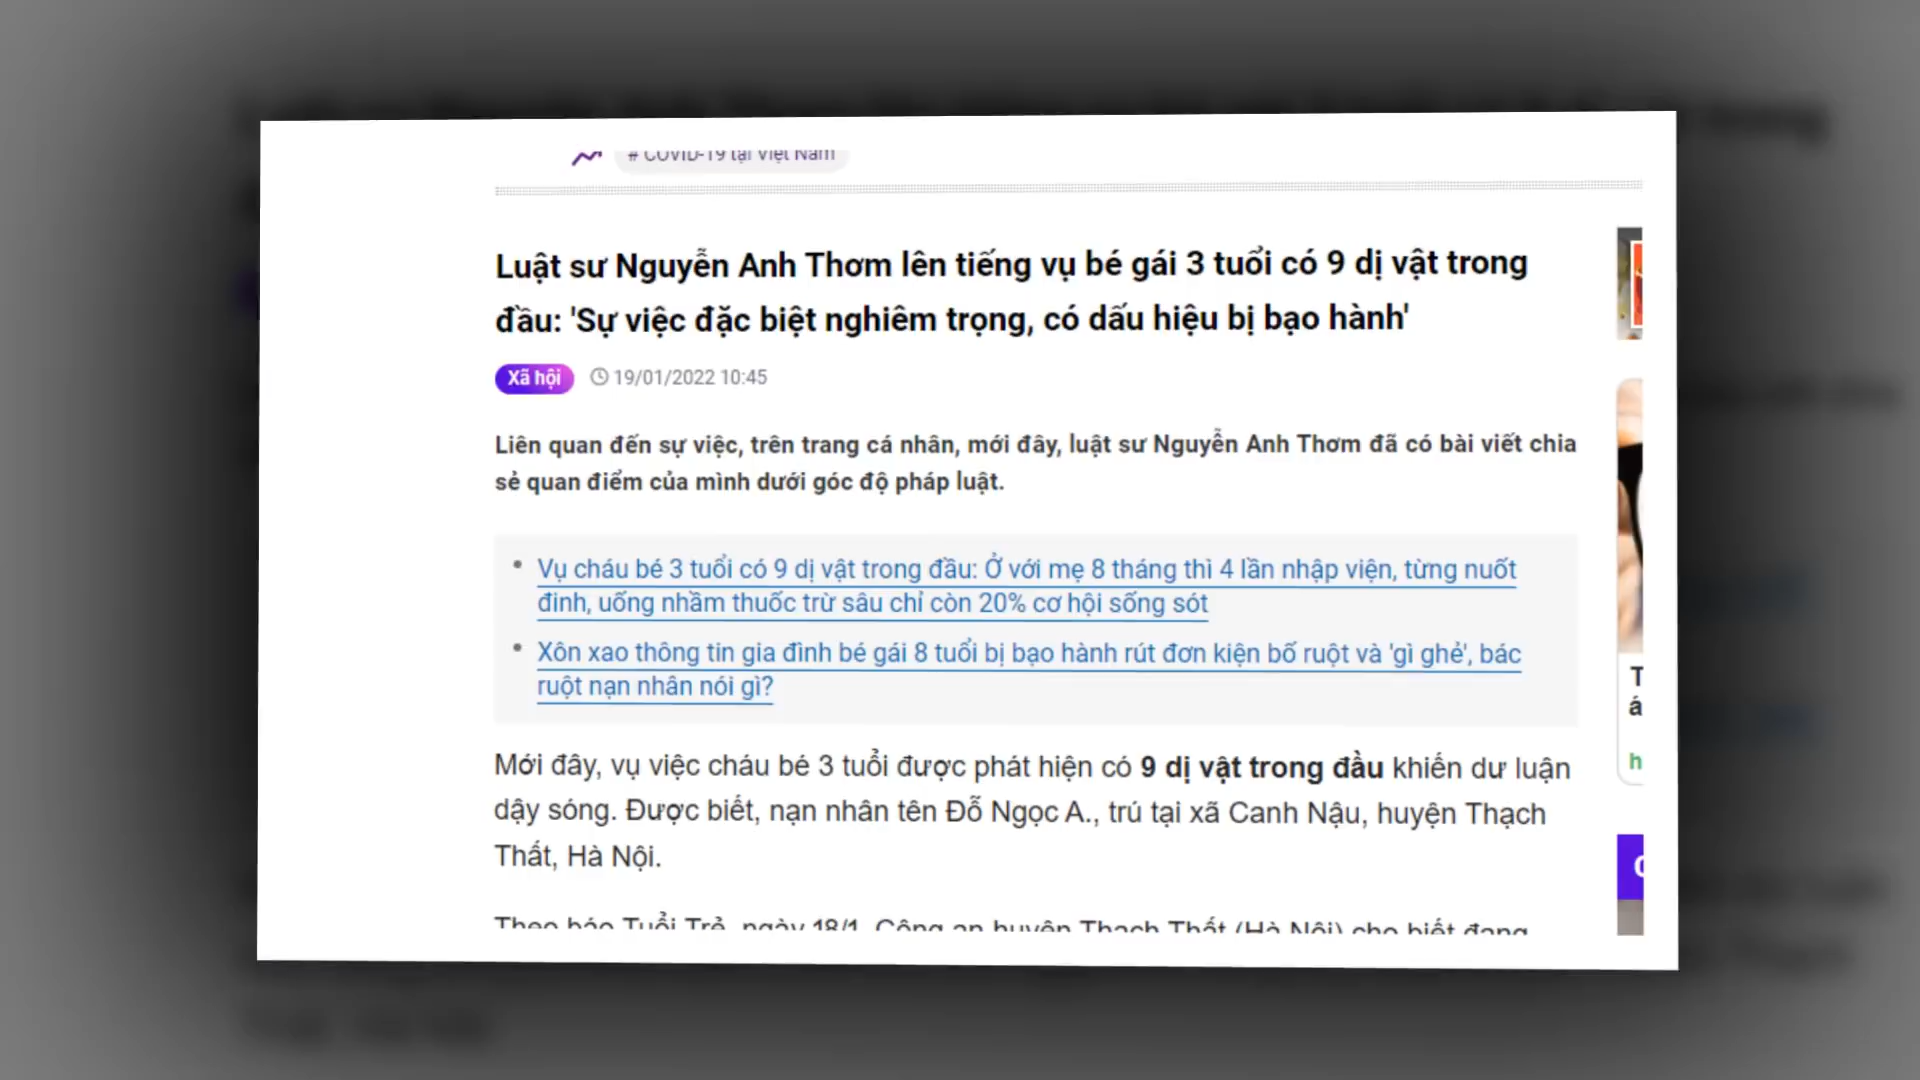 # COVID-19 tại Việt Nam
Luật sư Nguyễn Anh Thơm lên tiếng vụ bé gái 3 tuổi có 9 dị vật trong
đầu: 'Sự việc đặc biệt nghiêm trọng, có dấu hiệu bị bạo hành'
Xã hội 19/01/2022 10:45
Liên quan đến sự việc, trên trang cá nhân, mới đây, luật sư Nguyễn Anh Thơm đã có bài viết chia
sẻ quan điểm của mình dưới góc độ pháp luật.
Vụ cháu bé 3 tuổi có 9 dị vật trong đầu: Ở với mẹ 8 tháng thì 4 lần nhập viện, từng nuốt
đinh, uống nhầm thuốc trừ sâu chỉ còn 20% cơ hội sống sót
Xôn xao thông tin gia đình bé gái 8 tuổi bị bạo hành rút đơn kiện bố ruột và 'gì ghẻ', bác
ruột nạn nhân nói gì?
Mới đây, vụ việc cháu bé 3 tuổi được phát hiện có 9 dị vật trong đầu khiến dư luận
dậy sóng. Được biết, nạn nhân tên Đỗ Ngọc A., trú tại xã Canh Nậu, huyện Thạch
Thất, Hà Nội.
Theo báo Tuổi Trẻ, ngày 18/1, Công an huyện Thạch Thất (Hà Nội) cho biết đang
T
á
h